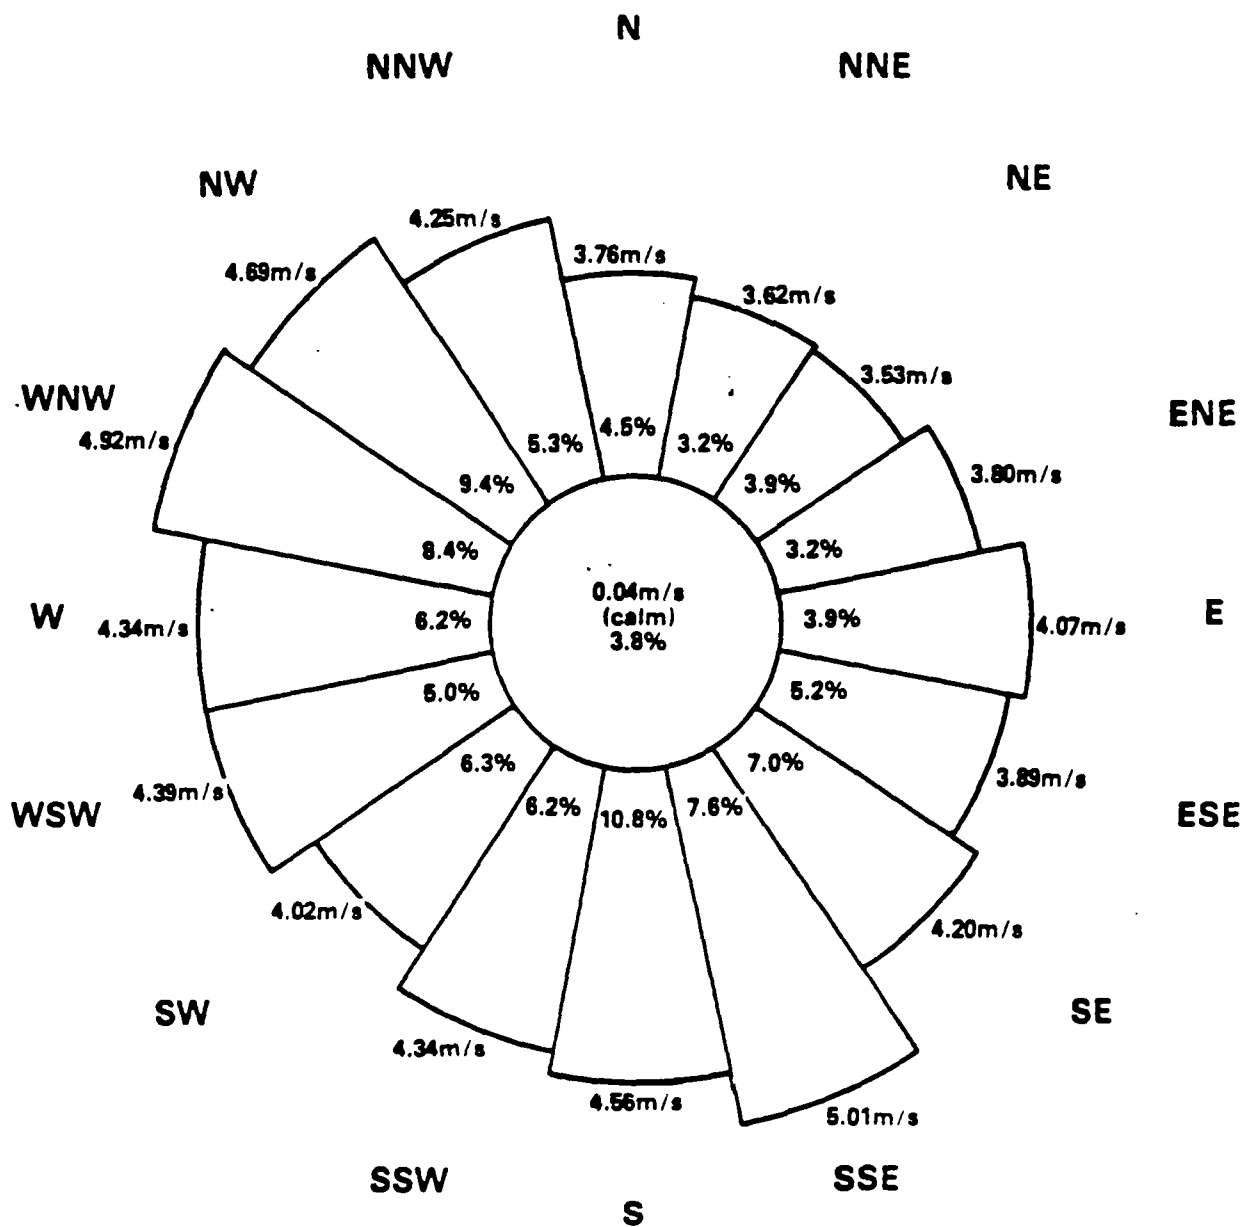 N
NNW
NNE
NW
NE
4.25m/s
3.76m/s
4.69m/s
3.62m/s
3.53m/s
WNW
ENE
4.92m/s
4.5%
5.3%
3.2%
3.80m/s
9.4%
3.9%
8.4%
3.2%
0.04m/s
(calm)
3.8%
W
4.34m/s
6.2%
3.9%
4.07m/s
E
5.0%
5.2%
6.3%
7.0%
3.89m/s
4.39m/s
WSW
6.2%
10.8%
7.6%
ESE
4.02m/s
4.20m/s
SW
SE
4.34m/s
4.56m/s
5.01m/s
SSW
SSE
S